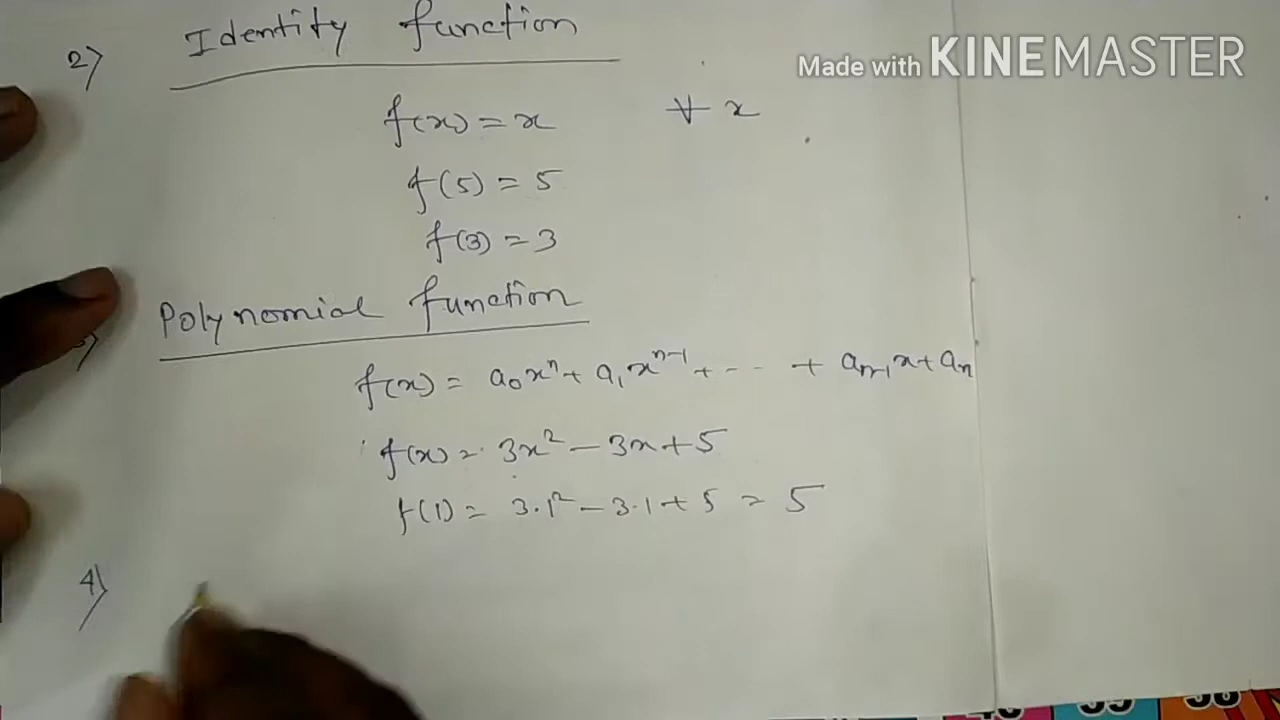 Made with KINEMASTER
2) Identity function
f(x) = x ∀ x
f(5) = 5
f(3) = 3
Polynomial function
f(x) = a₀xⁿ + a₁xⁿ⁻¹ + -- .. + aₙ₋₁x + aₙ
f(x) = 3x² - 3x + 5
f(1) = 3.1² - 3.1 + 5 = 5
4)